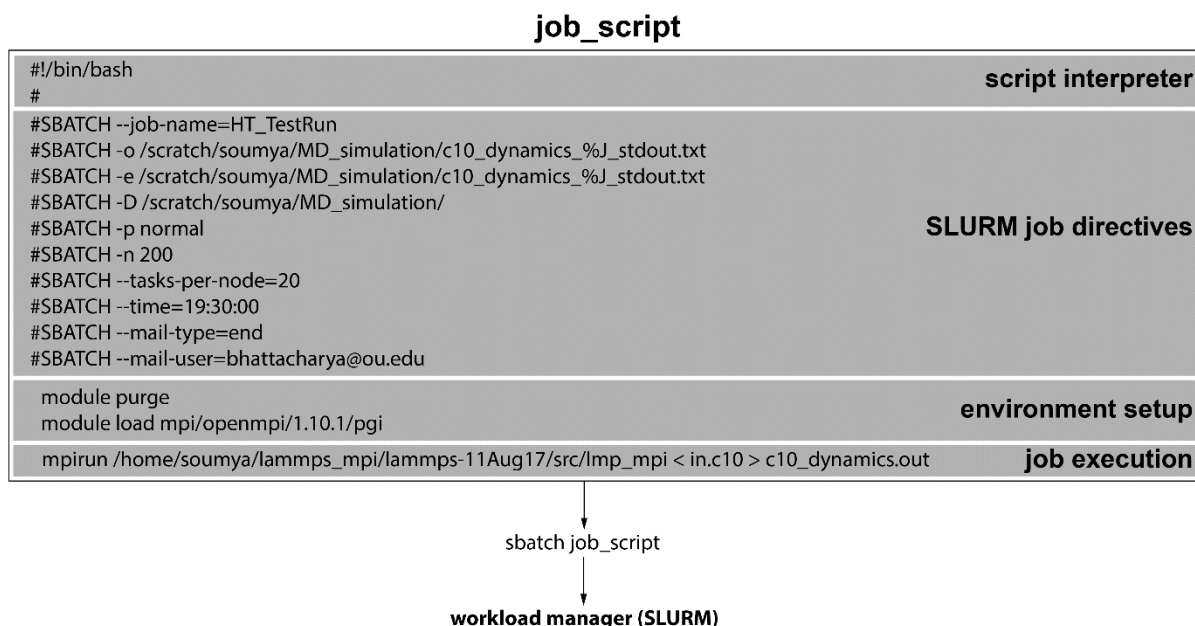 job_script
#!/bin/bash
#
script interpreter
#SBATCH --job-name=HT_TestRun
#SBATCH -o /scratch/soumya/MD_simulation/c10_dynamics_%J_stdout.txt
#SBATCH -e /scratch/soumya/MD_simulation/c10_dynamics_%J_stdout.txt
#SBATCH -D /scratch/soumya/MD_simulation/
#SBATCH -p normal
#SBATCH -n 200
#SBATCH --tasks-per-node=20
#SBATCH --time=19:30:00
#SBATCH --mail-type=end
#SBATCH --mail-user=bhattacharya@ou.edu
SLURM job directives
module purge
module load mpi/openmpi/1.10.1/pgi
environment setup
mpirun /home/soumya/lammps_mpi/lammps-11Aug17/src/lmp_mpi < in.c10 > c10_dynamics.out
job execution
sbatch job_script
workload manager (SLURM)